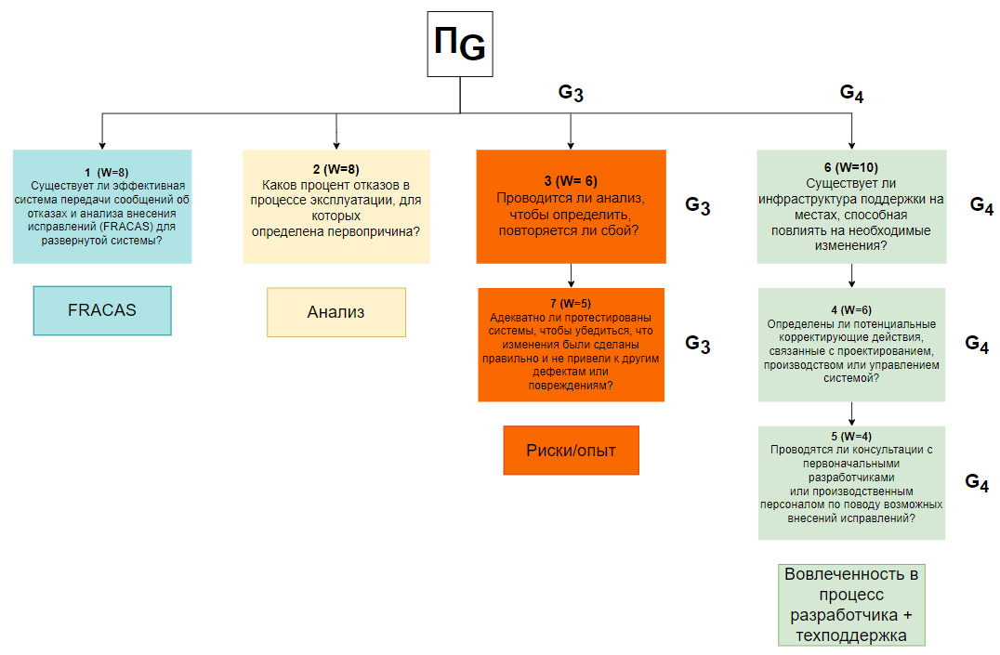 ПG
G3
G4
1 (W=8)
Существует ли эффективная
система передачи сообщений об
отказах и анализа внесения
исправлений (FRACAS) для
развернутой системы?
FRACAS
2 (W=8)
Каков процент отказов в
процессе эксплуатации, для
которых
определена первопричина?
Анализ
3 (W= 6)
Проводится ли анализ,
чтобы определить,
повторяется ли сбой?
G3
7 (W=5)
Адекватно ли протестированы
системы, чтобы убедиться, что
изменения были сделаны
правильно и не привели к другим
дефектам или
повреждениям?
G3
Риски/опыт
6 (W=10)
Существует ли
инфраструктура поддержки на
местах, способная
повлиять на необходимые
изменения?
G4
4 (W=6)
Определены ли потенциальные
корректирующие действия,
связанные с проектированием,
производством или управлением
системой?
G4
5 (W=4)
Проводятся ли консультации с
первоначальными
разработчиками
или производственным
персоналом по поводу возможных
внесений исправлений?
G4
Вовлеченность в
процесс
разработчика +
техподдержка